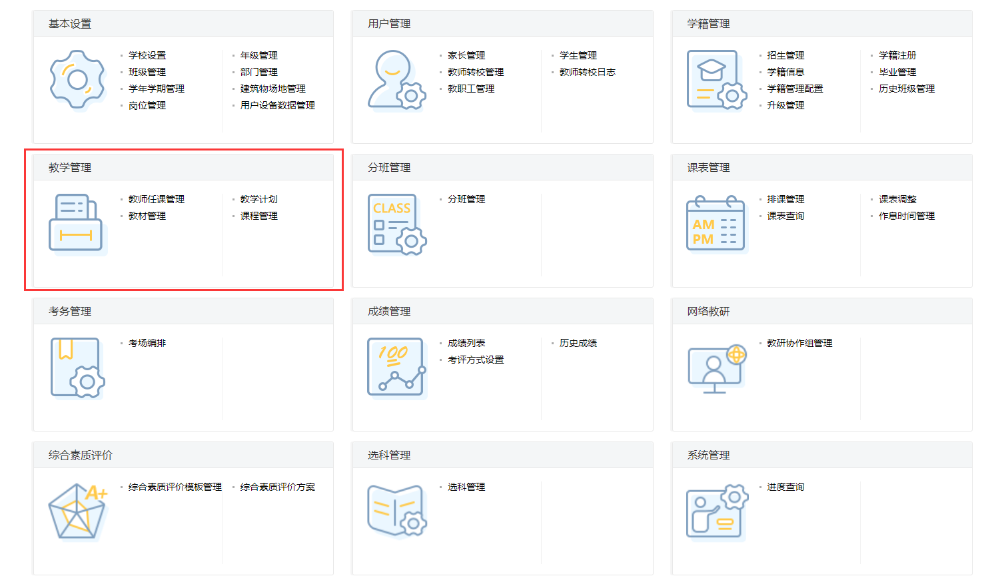 基本设置
学校设置
年级管理
班级管理
部门管理
学年学期管理
建筑物场地管理
岗位管理
用户设备数据管理
用户管理
家长管理
学生管理
教师转校管理
教师转校日志
教职工管理
学籍管理
招生管理
学籍注册
学籍信息
毕业管理
学籍管理配置
历史班级管理
升级管理
教学管理
教师任课管理
教学计划
教材管理
课程管理
分班管理
CLASS
分班管理
课表管理
AM
PM
排课管理
课表调整
课表查询
作息时间管理
考务管理
考场编排
成绩管理
100
成绩列表
历史成绩
考评方式设置
网络教研
教研协作组管理
综合素质评价
A+
综合素质评价模板管理
综合素质评价方案
选科管理
选科管理
系统管理
进度查询